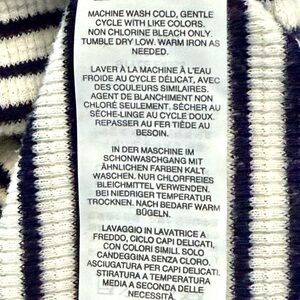 MACHINE WASH COLD, GENTLE
CYCLE WITH LIKE COLORS.
NON CHLORINE BLEACH ONLY.
TUMBLE DRY LOW. WARM IRON AS
NEEDED.
LAVER À LA MACHINE À L'EAU
FROIDE AU CYCLE DÉLICAT, AVEC
DES COULEURS SIMILAIRES.
AGENT DE BLANCHIMENT NON
CHLORÉ SEULEMENT. SÉCHER AU
SÈCHE-LINGE AU CYCLE DOUX.
REPASSER AU FER TIÈDE AU
BESOIN.
IN DER MASCHINE IM
SCHONWASCHGANG MIT
ÄHNLICHEN FARBEN KALT
WASCHEN. NUR CHLORFREIES
BLEICHMITTEL VERWENDEN.
BEI NIEDRIGER TEMPERATUR
TROCKNEN. NACH BEDARF WARM
BÜGELN.
LAVAGGIO IN LAVATRICE A
FREDDO, CICLO CAPI DELICATI,
CON COLORI SIMILI. SOLO
CANDEGGINA SENZA CLORO.
ASCIUGATURA PER CAPI DELICATI.
STIRATURA A TEMPERATURA
MEDIA A SECONDA DELLE
NECESSITÀ.